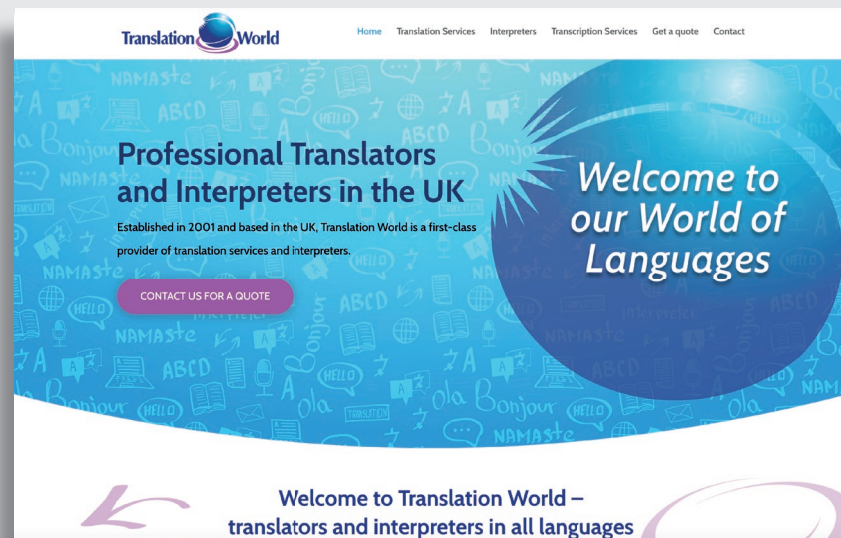 Translation World
Home Translation Services Interpreters Transcription Services Get a quote Contact
Professional Translators
and Interpreters in the UK
Established in 2001 and based in the UK, Translation World is a first-class
provider of translation services and interpreters.
CONTACT US FOR A QUOTE
Welcome to
our World of
Languages
Welcome to Translation World –
translators and interpreters in all languages